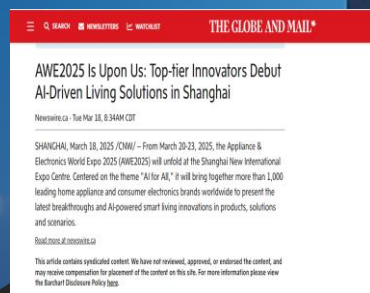 SEARCH NEWSLETTERS WATCHLIST THE GLOBE AND MAIL*
AWE2025 Is Upon Us: Top-tier Innovators Debut
AI-Driven Living Solutions in Shanghai
Newswire.ca - Tue Mar 18, 8:34AM CDT
SHANGHAI, March 18, 2025 /CNW/ -- From March 20-23, 2025, the Appliance &
Electronics World Expo 2025 (AWE2025) will unfold at the Shanghai New International
Expo Centre. Centered on the theme "AI for All," it will bring together more than 1,000
leading home appliance and consumer electronics brands worldwide to present the
latest breakthroughs and AI-powered smart living innovations in products, solutions
and scenarios.
Read more at newswire.ca
This article contains syndicated content. We have not reviewed, approved, or endorsed the content, and
may receive compensation for placement of the content on this site. For more information please view
the Barchart Disclosure Policy here.